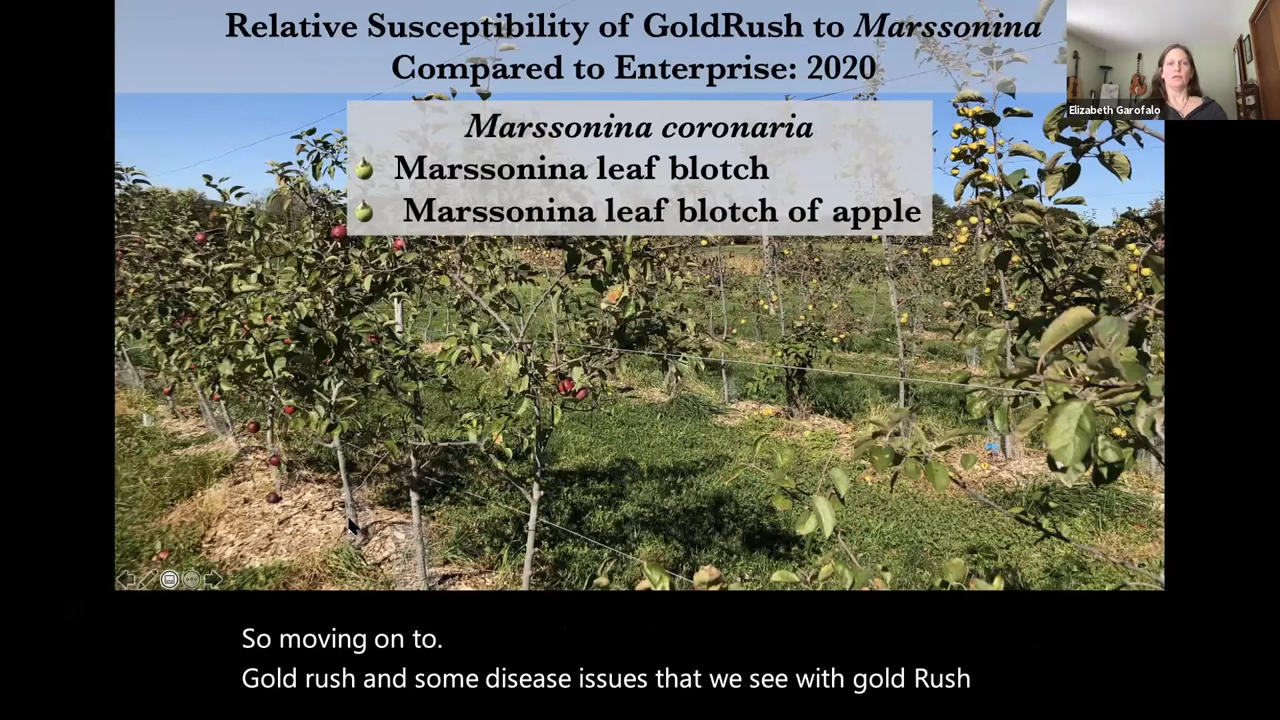 Relative Susceptibility of GoldRush to Marssonina
Compared to Enterprise: 2020
Elizabeth Garofalo
Marssonina coronaria
Marssonina leaf blotch
Marssonina leaf blotch of apple
So moving on to.
Gold rush and some disease issues that we see with gold Rush